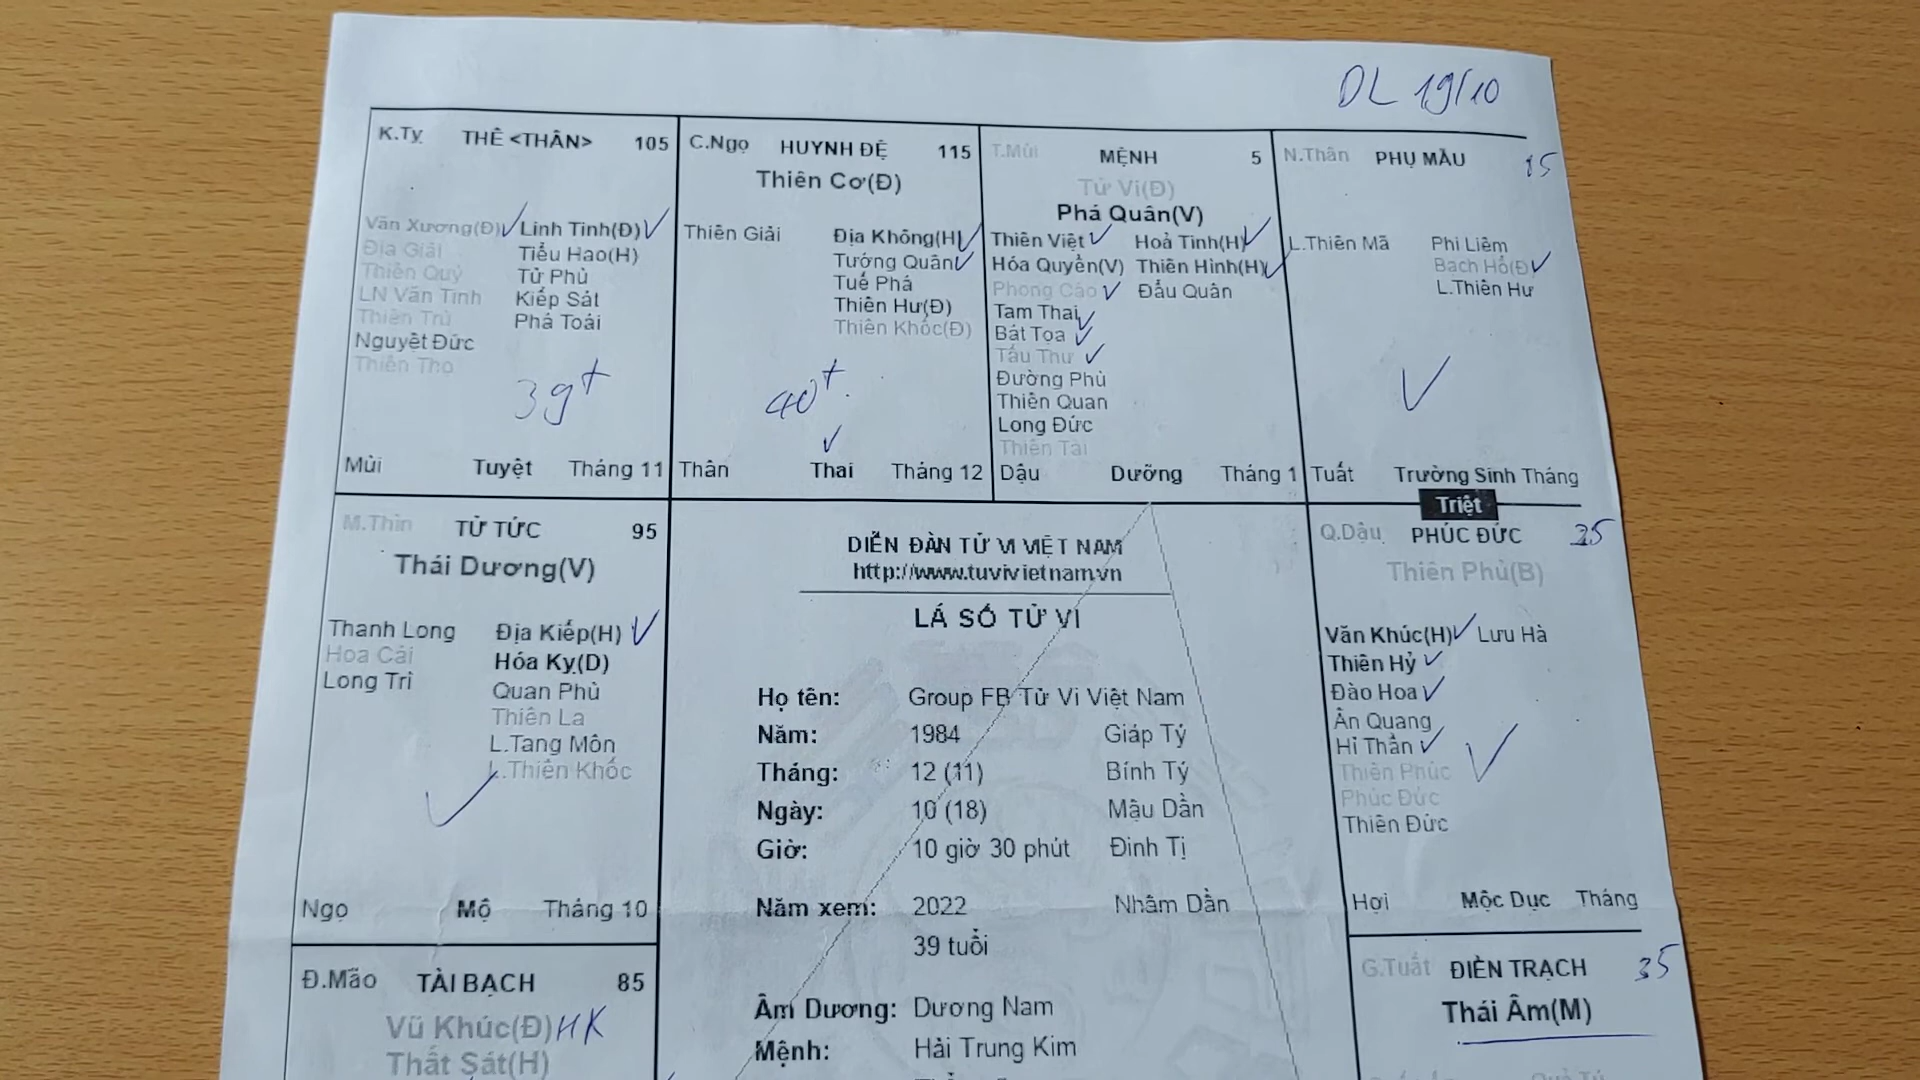 DL 19/10
K.Tỵ THÊ <THÂN> 105
Văn Xương(Đ) Linh Tinh(Đ)
Địa Giải Tiểu Hao(H)
Thiên Quý Tử Phù
LN Văn Tinh Kiếp Sát
Thiên Trù Phá Toái
Nguyệt Đức
Thiên Thọ
39+
Mùi Tuyệt Tháng 11
C.Ngọ HUYNH ĐỆ 115
Thiên Cơ(Đ)
Thiên Giải Địa Không(H)
Tướng Quân
Tuế Phá
Thiên Hư(Đ)
Thiên Khốc(Đ)
40+
Thân Thai Tháng 12
T.Mùi MỆNH 5
Tử Vi(Đ)
Phá Quân(V)
Thiên Việt Hoả Tinh(H)
Hóa Quyền(V) Thiên Hình(H)
Phong Cáo Đẩu Quân
Tam Thai
Bát Tọa
Tấu Thư
Đường Phù
Thiên Quan
Long Đức
Thiên Tài
Dậu Dưỡng Tháng 1
N.Thân PHỤ MẪU 15
L.Thiên Mã Phi Liêm
Bạch Hổ(Đ)
L.Thiên Hư
Tuất Trường Sinh Tháng
Triệt
M.Thìn TỬ TỨC 95
Thái Dương(V)
Thanh Long Địa Kiếp(H)
Hoa Cái Hóa Kỵ(D)
Long Trì Quan Phù
Thiên La
L.Tang Môn
L.Thiên Khốc
Ngọ Mộ Tháng 10
DIỄN ĐÀN TỬ VI VIỆT NAM
http://www.tuvivietnam.vn
LÁ SỐ TỬ VI
Họ tên: Group FB Tử Vi Việt Nam
Năm: 1984 Giáp Tý
Tháng: 12 (11) Bính Tý
Ngày: 10 (18) Mậu Dần
Giờ: 10 giờ 30 phút Đinh Tị
Năm xem: 2022 Nhâm Dần
39 tuổi
Âm Dương: Dương Nam
Mệnh: Hải Trung Kim
Q.Dậu PHÚC ĐỨC 25
Thiên Phủ(B)
Văn Khúc(H) Lưu Hà
Thiên Hỷ
Đào Hoa
Ân Quang
Hỉ Thần
Thiên Phúc
Phúc Đức
Thiên Đức
Hợi Mộc Dục Tháng
Đ.Mão TÀI BẠCH 85
Vũ Khúc(Đ) HK
Thất Sát(H)
G.Tuất ĐIỀN TRẠCH 35
Thái Âm(M)